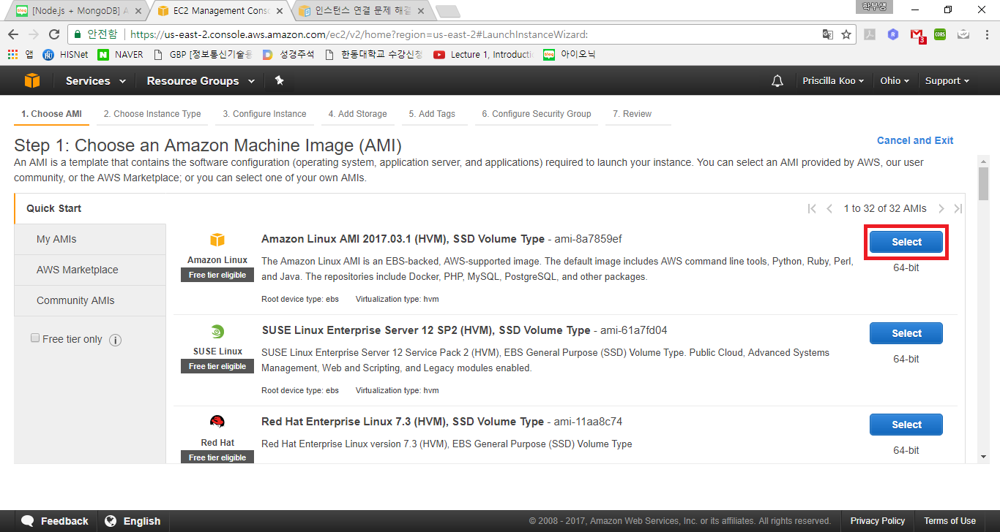 [Node.js + MongoDB] A
EC2 Management Conso
인스턴스 연결 문제 해결
학부생
안전함
https://us-east-2.console.aws.amazon.com/ec2/v2/home?region=us-east-2#LaunchInstanceWizard:
앱 HISNet NAVER GBP [정보통신기술융 성경주석 한동대학교 수강신청 Lecture 1, Introducti 아이오닉
Services Resource Groups Priscilla Koo Ohio Support
1. Choose AMI 2. Choose Instance Type 3. Configure Instance 4. Add Storage 5. Add Tags 6. Configure Security Group 7. Review
Step 1: Choose an Amazon Machine Image (AMI)
Cancel and Exit
An AMI is a template that contains the software configuration (operating system, application server, and applications) required to launch your instance. You can select an AMI provided by AWS, our user
community, or the AWS Marketplace; or you can select one of your own AMIs.
Quick Start
My AMIs
AWS Marketplace
Community AMIs
Free tier only
1 to 32 of 32 AMIs
Amazon Linux
Free tier eligible
Amazon Linux AMI 2017.03.1 (HVM), SSD Volume Type - ami-8a7859ef
The Amazon Linux AMI is an EBS-backed, AWS-supported image. The default image includes AWS command line tools, Python, Ruby, Perl,
and Java. The repositories include Docker, PHP, MySQL, PostgreSQL, and other packages.
Root device type: ebs Virtualization type: hvm
Select
64-bit
SUSE Linux
Free tier eligible
SUSE Linux Enterprise Server 12 SP2 (HVM), SSD Volume Type - ami-61a7fd04
SUSE Linux Enterprise Server 12 Service Pack 2 (HVM), EBS General Purpose (SSD) Volume Type. Public Cloud, Advanced Systems
Management, Web and Scripting, and Legacy modules enabled.
Root device type: ebs Virtualization type: hvm
Select
64-bit
Red Hat
Free tier eligible
Red Hat Enterprise Linux 7.3 (HVM), SSD Volume Type - ami-11aa8c74
Red Hat Enterprise Linux version 7.3 (HVM), EBS General Purpose (SSD) Volume Type
Select
64-bit
Feedback English © 2008 - 2017, Amazon Web Services, Inc. or its affiliates. All rights reserved. Privacy Policy Terms of Use